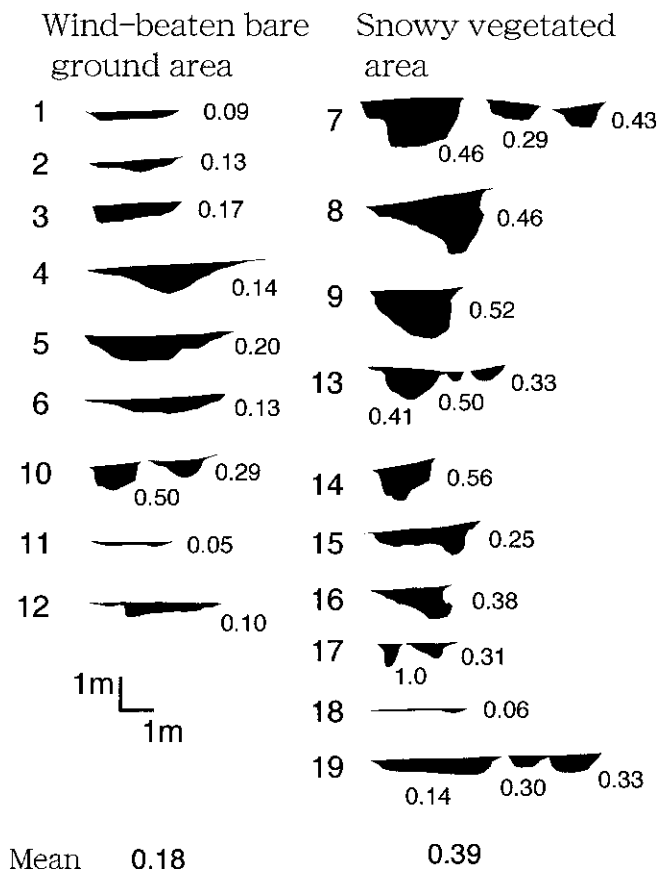 Wind-beaten bare ground area
1 0.09
2 0.13
3 0.17
4 0.14
5 0.20
6 0.13
10 0.50 0.29
11 0.05
12 0.10
1m
1m
Mean 0.18
Snowy vegetated area
7 0.46 0.29 0.43
8 0.46
9 0.52
13 0.41 0.50 0.33
14 0.56
15 0.25
16 0.38
17 1.0 0.31
18 0.06
19 0.14 0.30 0.33
0.39